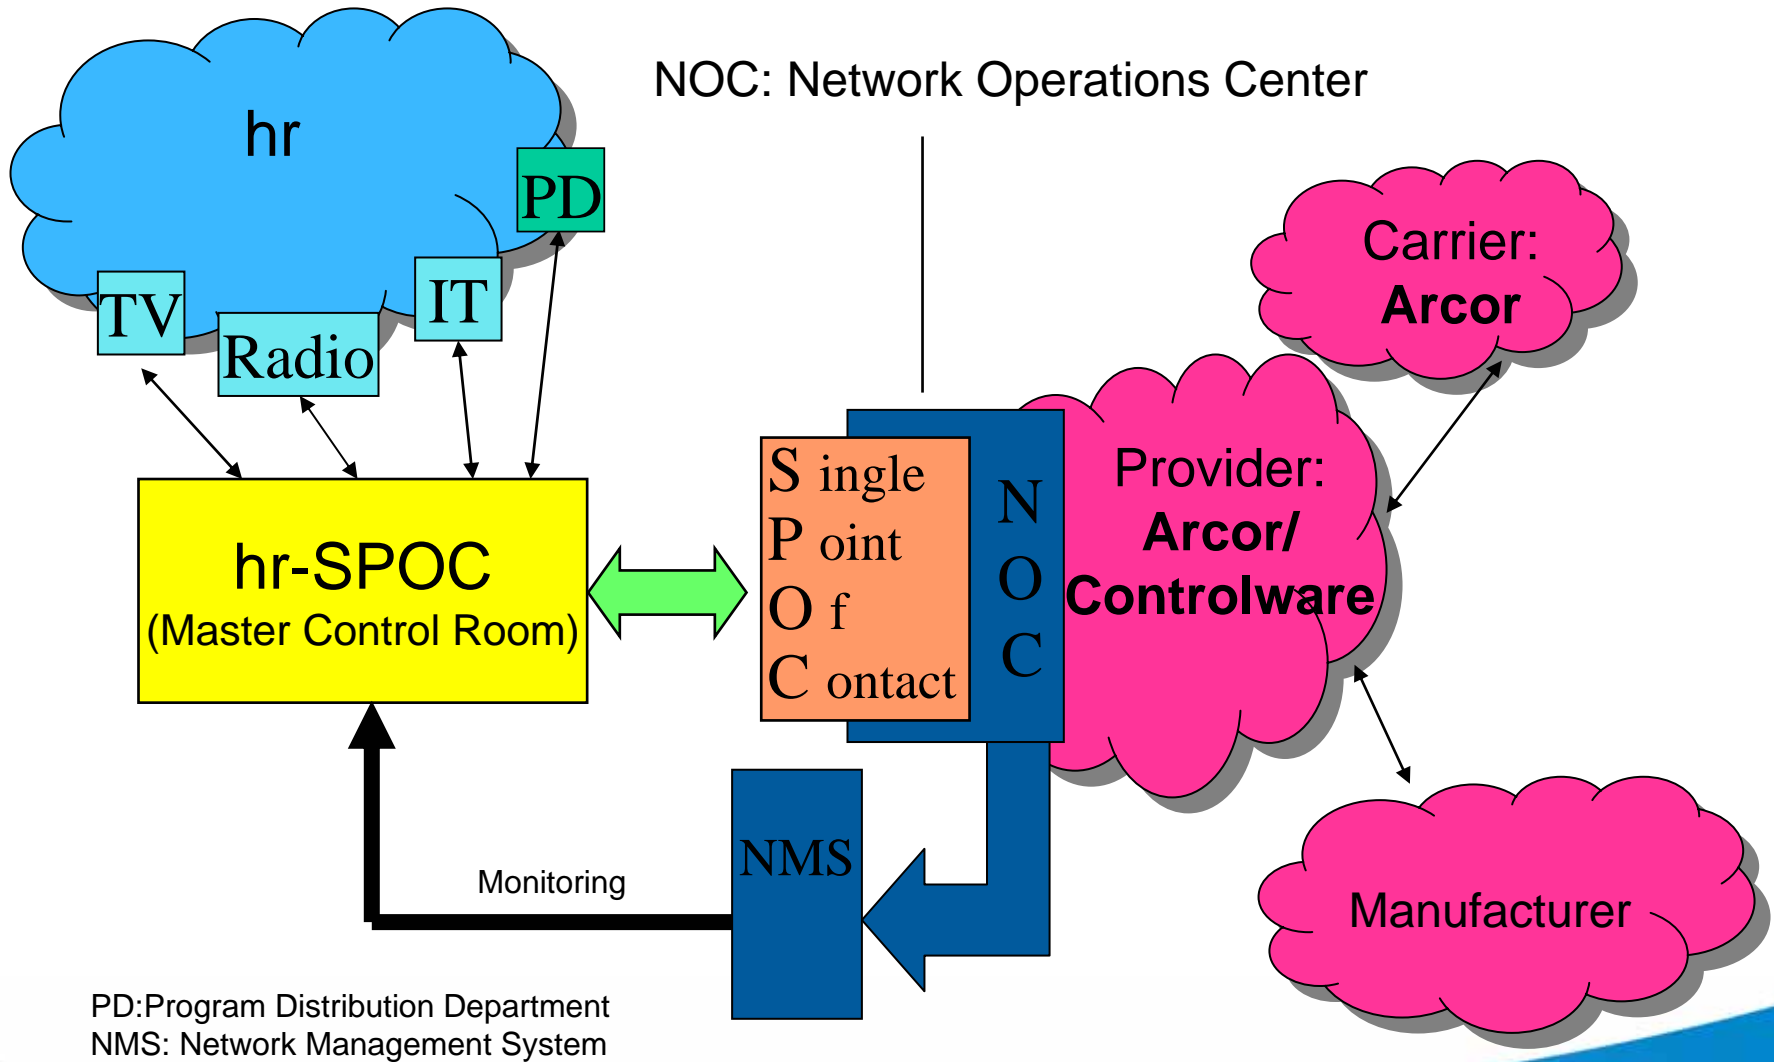 NOC: Network Operations Center
hr
PD
TV
Radio
IT
Carrier:
Arcor
Provider:
Arcor/
Controlware
S ingle
P oint
O f
C ontact
N
O
C
hr-SPOC
(Master Control Room)
NMS
Monitoring
Manufacturer
PD:Program Distribution Department
NMS: Network Management System